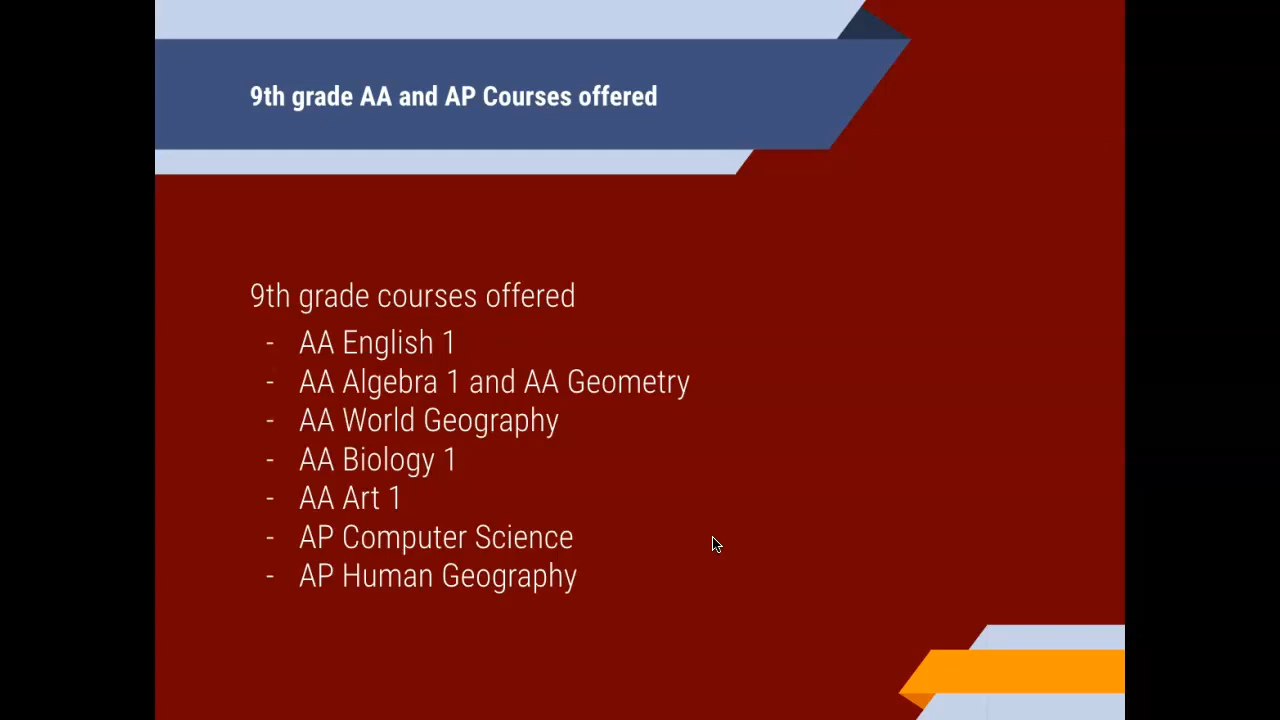 9th grade AA and AP Courses offered
9th grade courses offered
- AA English 1
- AA Algebra 1 and AA Geometry
- AA World Geography
- AA Biology 1
- AA Art 1
- AP Computer Science
- AP Human Geography